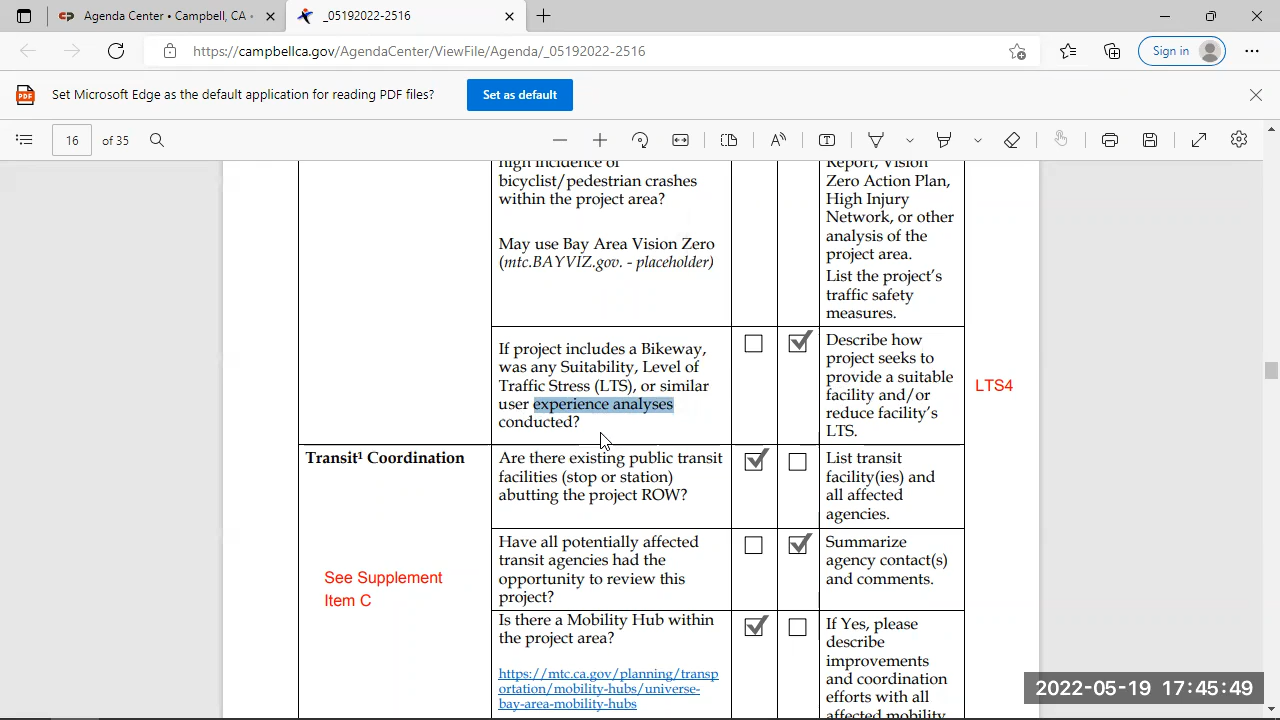 Agenda Center • Campbell, CA •
_05192022-2516
https://campbellca.gov/AgendaCenter/ViewFile/Agenda/_05192022-2516
Sign in
PDF
Set Microsoft Edge as the default application for reading PDF files?
Set as default
16
of 35
high incidence of
bicyclist/pedestrian crashes
within the project area?
May use Bay Area Vision Zero
(mtc.BAYVIZ.gov. - placeholder)
Report, Vision
Zero Action Plan,
High Injury
Network, or other
analysis of the
project area.
List the project’s
traffic safety
measures.
If project includes a Bikeway,
was any Suitability, Level of
Traffic Stress (LTS), or similar
user experience analyses
conducted?
Describe how
project seeks to
provide a suitable
facility and/or
reduce facility’s
LTS.
LTS4
Transit¹ Coordination
Are there existing public transit
facilities (stop or station)
abutting the project ROW?
List transit
facility(ies) and
all affected
agencies.
See Supplement
Item C
Have all potentially affected
transit agencies had the
opportunity to review this
project?
Summarize
agency contact(s)
and comments.
Is there a Mobility Hub within
the project area?
https://mtc.ca.gov/planning/transp
ortation/mobility-hubs/universe-
bay-area-mobility-hubs
If Yes, please
describe
improvements
and coordination
efforts with all
affected mobility
2022-05-19 17:45:49